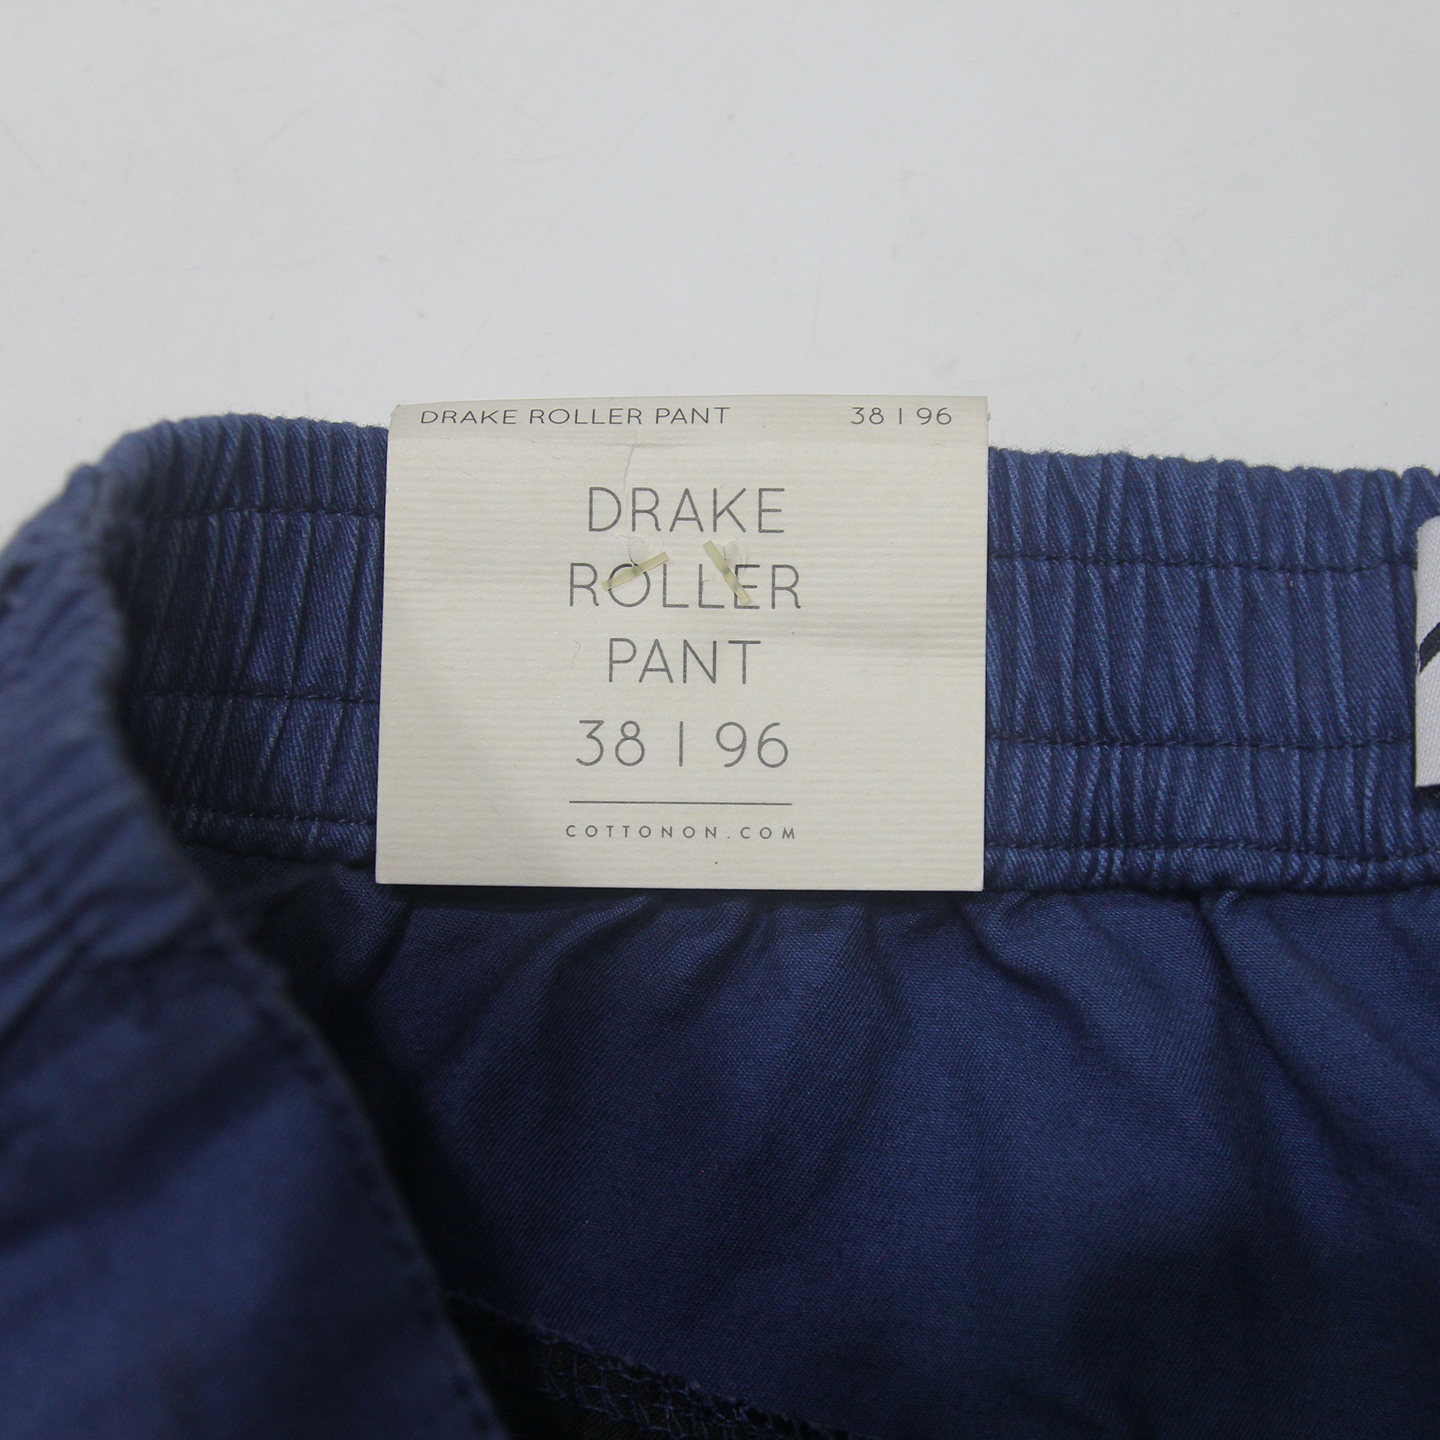 DRAKE ROLLER PANT 38 | 96
DRAKE
ROLLER
PANT
38 | 96
COTTONON.COM